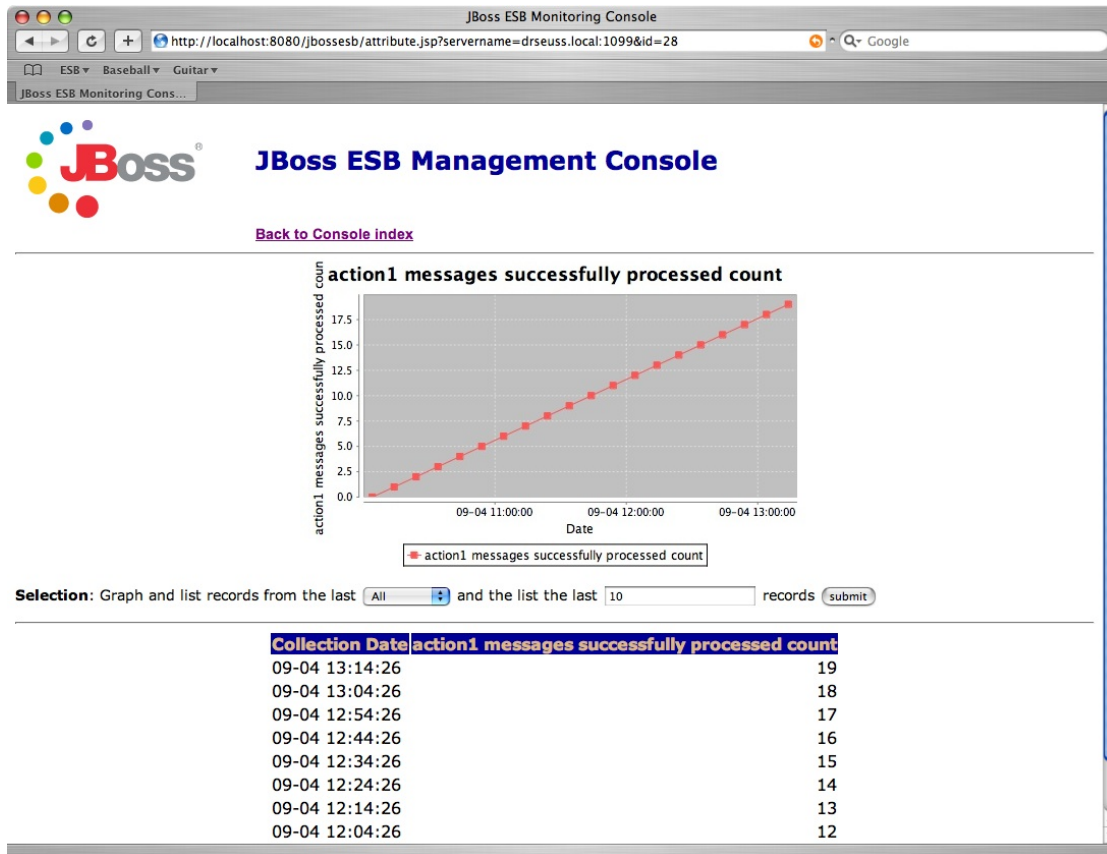 JBoss ESB Monitoring Console
http://localhost:8080/jbossesb/attribute.jsp?servername=drseuss.local:1099&id=28
Google
ESB Baseball Guitar
JBoss ESB Monitoring Cons...
JBoss®
JBoss ESB Management Console
Back to Console index
action1 messages successfully processed count
action1 messages successfully processed coun
17.5
15.0
12.5
10.0
7.5
5.0
2.5
0.0
09-04 11:00:00 09-04 12:00:00 09-04 13:00:00
Date
action1 messages successfully processed count
Selection: Graph and list records from the last All and the list the last 10 records submit
Collection Date action1 messages successfully processed count
09-04 13:14:26 19
09-04 13:04:26 18
09-04 12:54:26 17
09-04 12:44:26 16
09-04 12:34:26 15
09-04 12:24:26 14
09-04 12:14:26 13
09-04 12:04:26 12